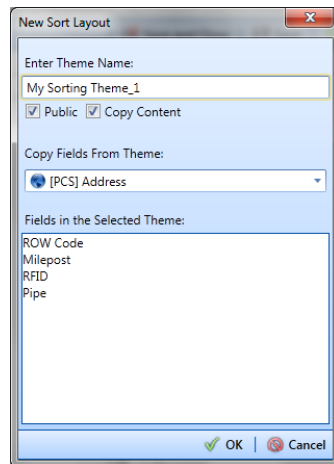 New Sort Layout
Enter Theme Name:
My Sorting Theme_1
Public Copy Content
Copy Fields From Theme:
[PCS] Address
Fields in the Selected Theme:
ROW Code
Milepost
RFID
Pipe
OK | Cancel